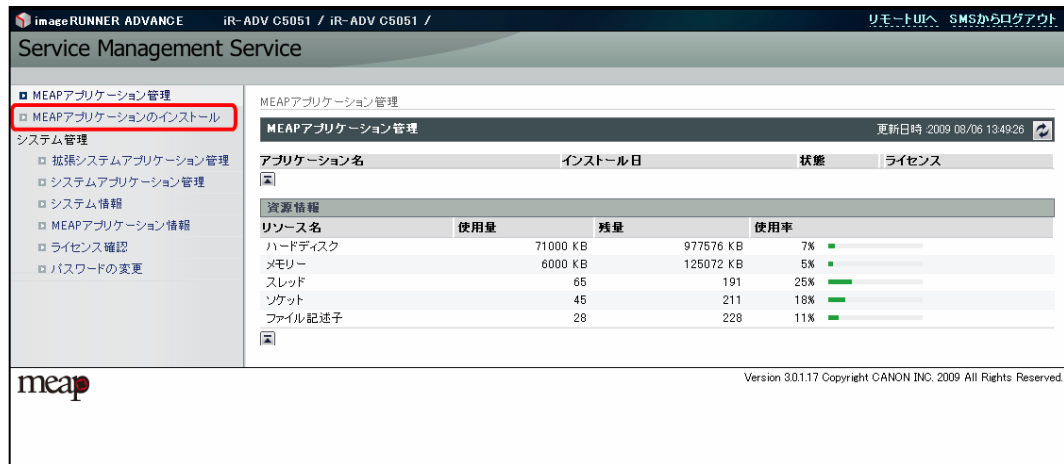 imageRUNNER ADVANCE iR-ADV C5051 / iR-ADV C5051 / リモートUIへ SMSからログアウト
Service Management Service
MEAPアプリケーション管理
MEAPアプリケーションのインストール
システム管理
拡張システムアプリケーション管理
システムアプリケーション管理
システム情報
MEAPアプリケーション情報
ライセンス確認
パスワードの変更
MEAPアプリケーション管理
MEAPアプリケーション管理 更新日時 :2009 08/06 13:49:26
アプリケーション名 インストール日 状態 ライセンス
資源情報
リソース名 使用量 残量 使用率
ハードディスク 71000 KB 977576 KB 7%
メモリー 6000 KB 125072 KB 5%
スレッド 65 191 25%
ソケット 45 211 18%
ファイル記述子 28 228 11%
meap
Version 3.0.1.17 Copyright CANON INC. 2009 All Rights Reserved.